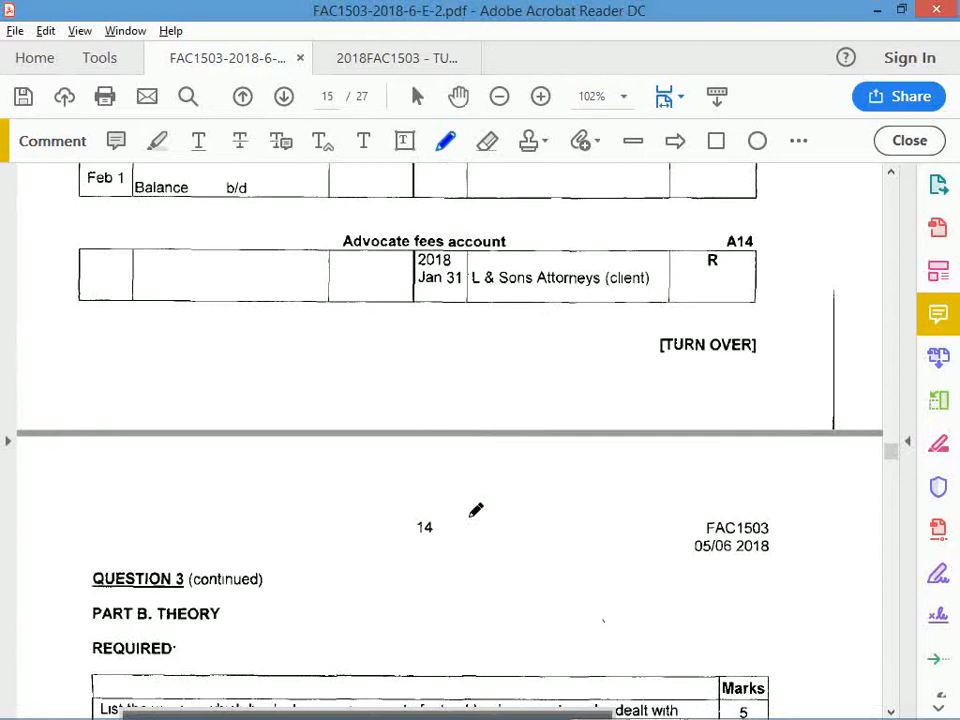 FAC1503-2018-6-E-2.pdf - Adobe Acrobat Reader DC
File Edit View Window Help
Home Tools FAC1503-2018-6-... × 2018FAC1503 - TU... Sign In
15 / 27 102% Share
Comment Close
Feb 1 Balance b/d
Advocate fees account A14
2018 R
Jan 31 L & Sons Attorneys (client)
[TURN OVER]
14 FAC1503
05/06 2018
QUESTION 3 (continued)
PART B. THEORY
REQUIRED·
Marks
List the dealt with 5